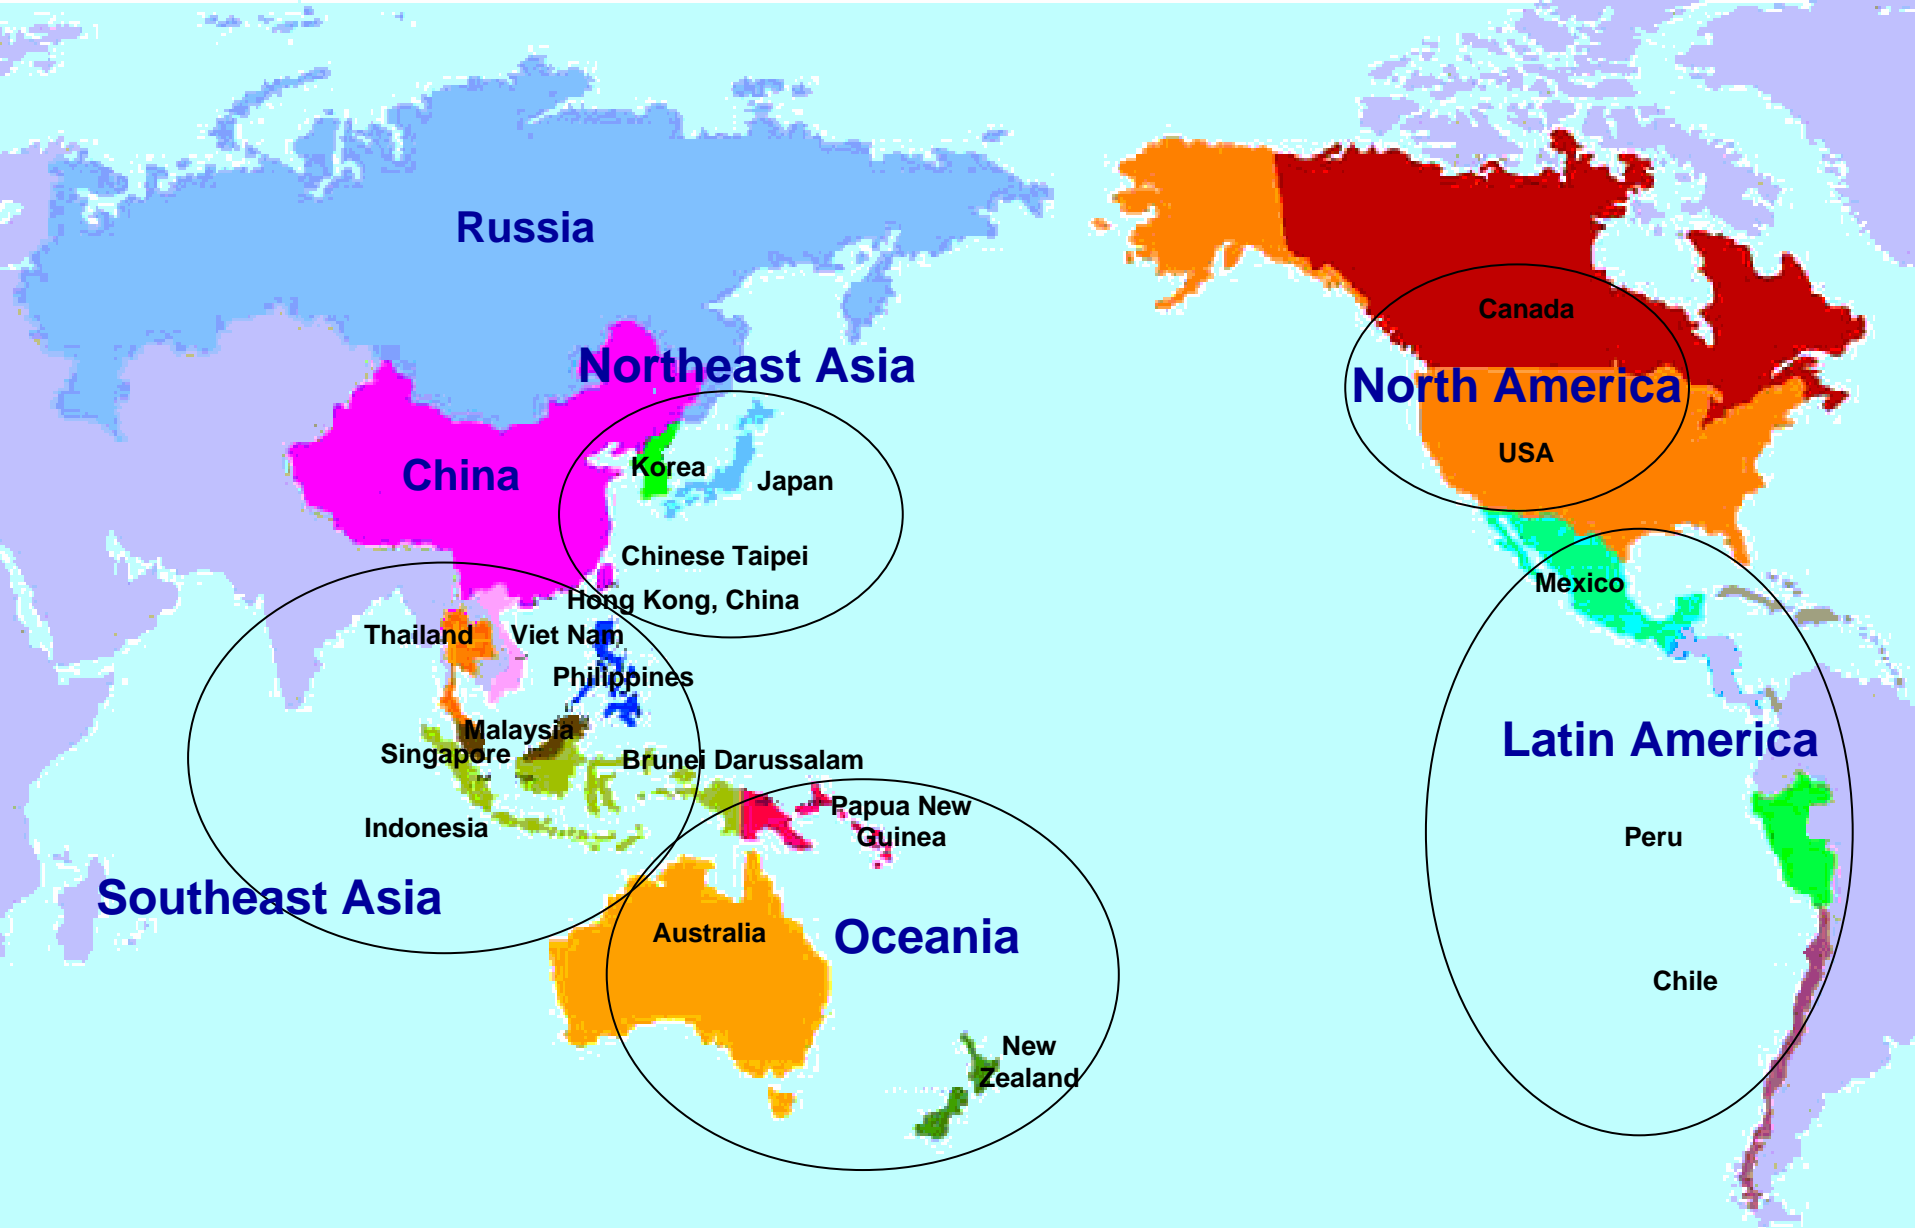 Russia
Canada
Northeast Asia
North America
USA
China
Korea
Japan
Chinese Taipei
Mexico
Hong Kong, China
Thailand
Viet Nam
Philippines
Malaysia
Singapore
Brunei Darussalam
Latin America
Papua New
Guinea
Indonesia
Peru
Southeast Asia
Australia
Oceania
Chile
New
Zealand